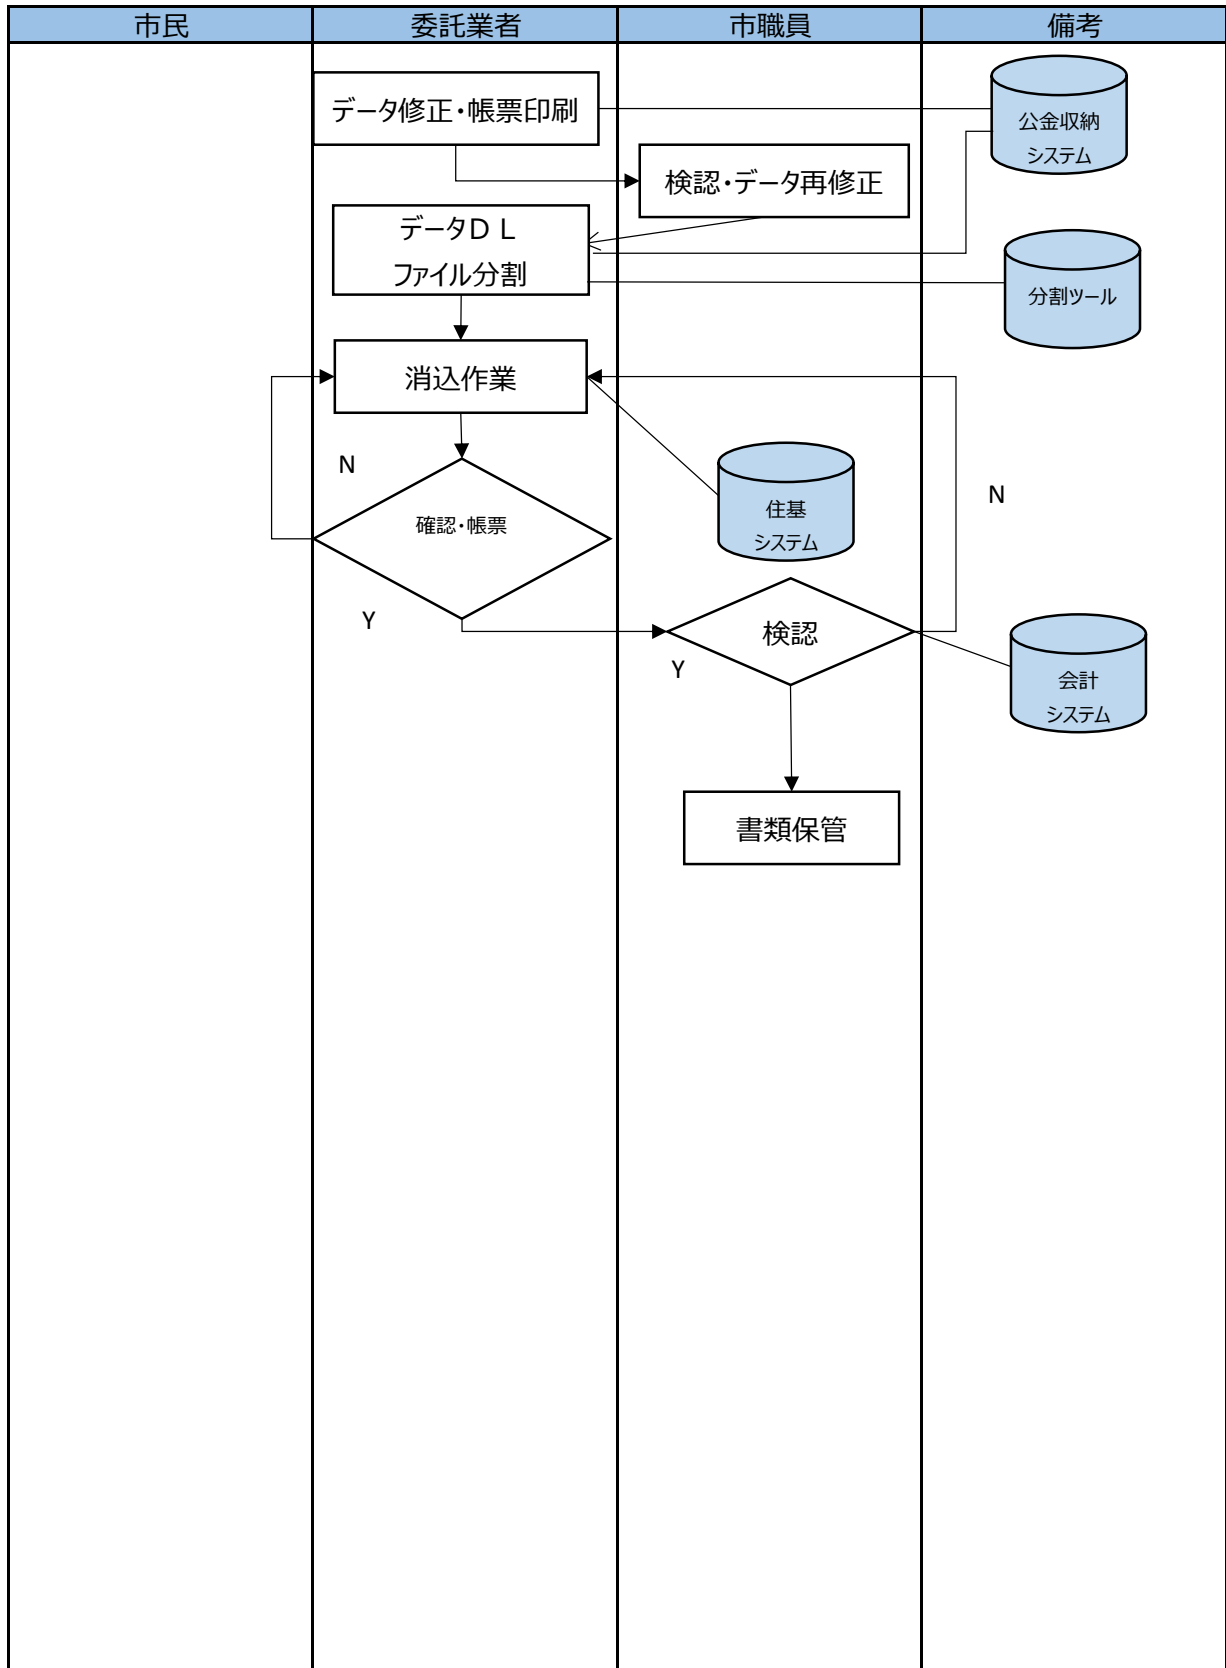 市民
委託業者
市職員
備考
データ修正・帳票印刷
公金収納
システム
検認・データ再修正
データＤＬ
ファイル分割
分割ツール
消込作業
N
確認・帳票
住基
システム
N
Y
検認
Y
会計
システム
書類保管